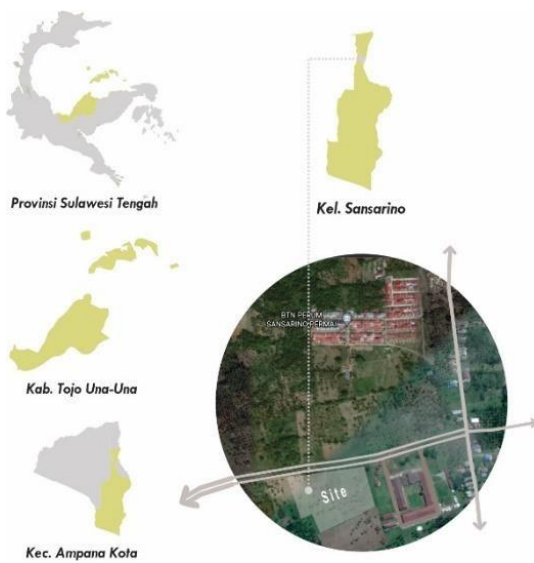 Provinsi Sulawesi Tengah
Kel. Sansarino
Kab. Tojo Una-Una
BTN PERUM
SANSARINO PERMAI
Site
Kec. Ampana Kota